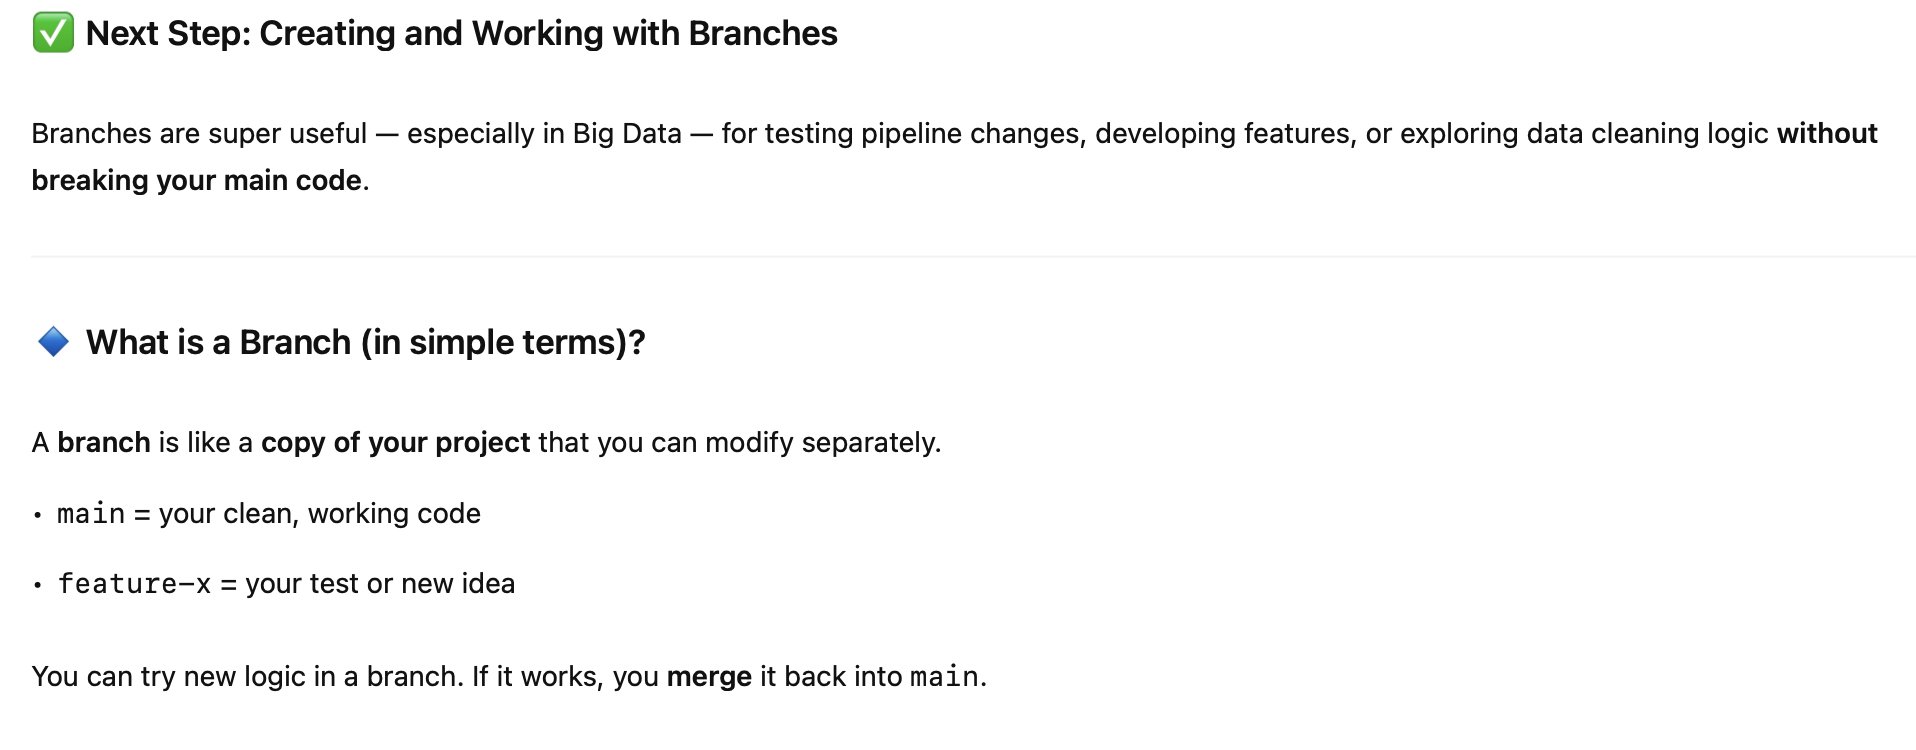 ✅ Next Step: Creating and Working with Branches
Branches are super useful — especially in Big Data — for testing pipeline changes, developing features, or exploring data cleaning logic without
breaking your main code.
🔹 What is a Branch (in simple terms)?
A branch is like a copy of your project that you can modify separately.
• main = your clean, working code
• feature-x = your test or new idea
You can try new logic in a branch. If it works, you merge it back into main.